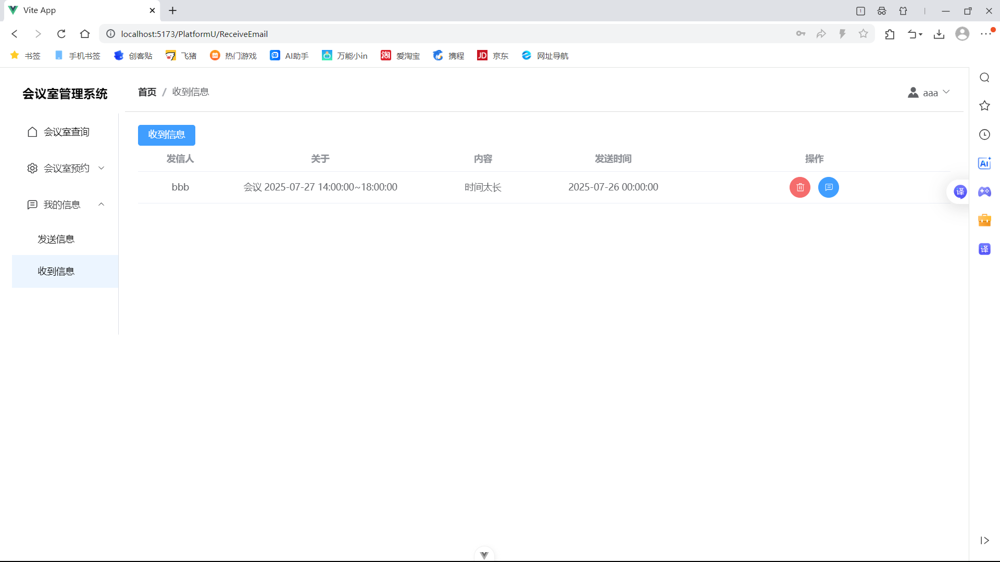 Vite App
1
localhost:5173/PlatformU/ReceiveEmail
书签 手机书签 创客贴 飞猪 热门游戏 AI助手 万能小in 淘 爱淘宝 携程 JD 京东 网址导航
会议室管理系统
首页 / 收到信息
aaa
会议室查询
会议室预约
我的信息
发送信息
收到信息
收到信息
发信人 关于 内容 发送时间 操作
bbb 会议 2025-07-27 14:00:00~18:00:00 时间太长 2025-07-26 00:00:00
译
AI
译